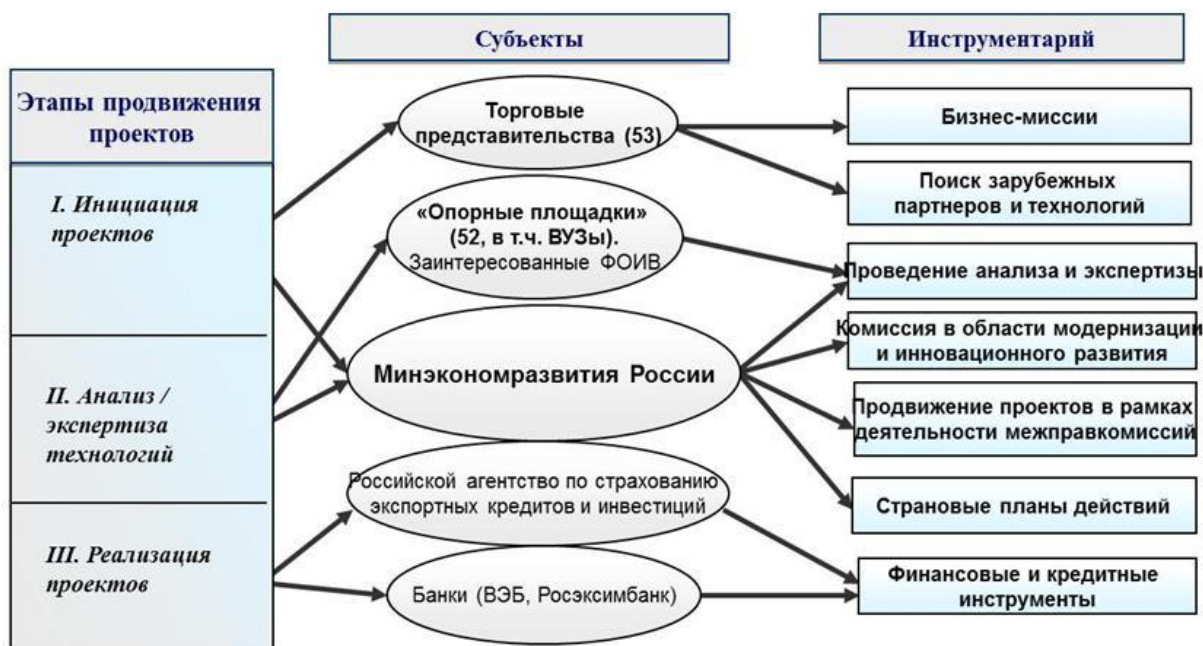 Субъекты
Инструментарий
Этапы продвижения
проектов
I. Инициация
проектов
II. Анализ /
экспертиза
технологий
III. Реализация
проектов
Торговые
представительства (53)
«Опорные площадки»
(52, в т.ч. ВУЗы).
Заинтересованные ФОИВ
Минэкономразвития России
Российской агентство по страхованию
экспортных кредитов и инвестиций
Банки (ВЭБ, Росэксимбанк)
Бизнес-миссии
Поиск зарубежных
партнеров и технологий
Проведение анализа и экспертизы
Комиссия в области модернизации
и инновационного развития
Продвижение проектов в рамках
деятельности межправкомиссий
Страновые планы действий
Финансовые и кредитные
инструменты